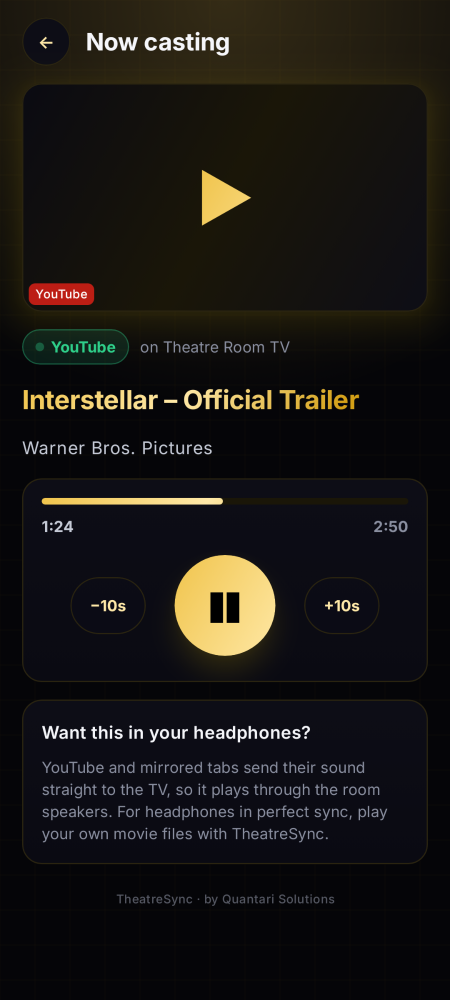 Now casting
YouTube
YouTube on Theatre Room TV
Interstellar – Official Trailer
Warner Bros. Pictures
1:24 2:50
−10s +10s
Want this in your headphones?
YouTube and mirrored tabs send their sound
straight to the TV, so it plays through the room
speakers. For headphones in perfect sync, play
your own movie files with TheatreSync.
TheatreSync · by Quantari Solutions